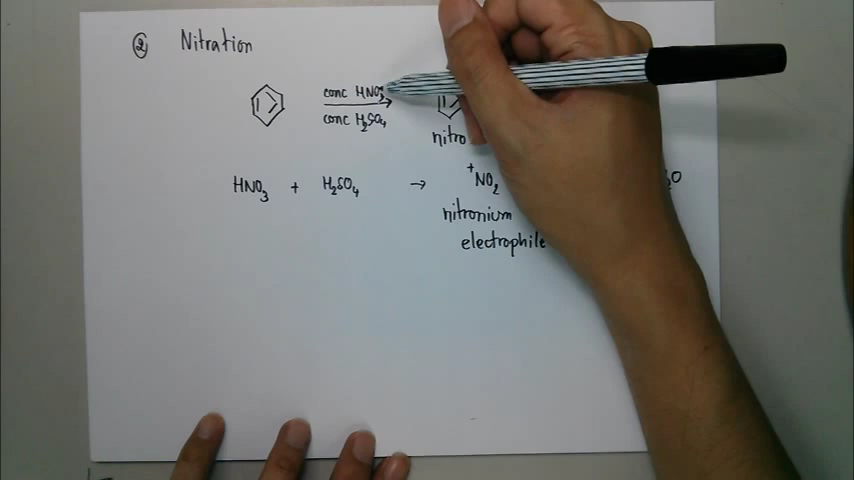 ② Nitration
conc HNO3
conc H2SO4
nitro
HNO3 + H2SO4 → +NO2
nitronium
electrophile